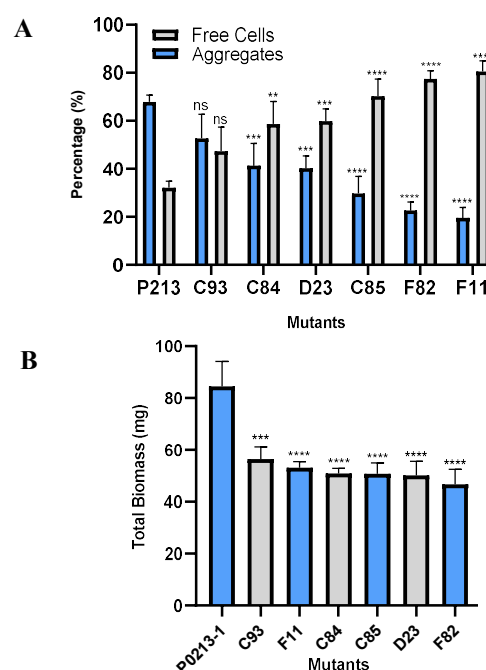 A
Free Cells
Aggregates
Percentage (%)
100
80
60
40
20
0
ns
ns
***
**
***
***
****
****
****
****
****
P213
C93
C84
D23
C85
F82
F11
Mutants
B
Total Biomass (mg)
100
80
60
40
20
0
***
****
****
****
****
****
P0213-1
C93
F11
C84
C85
D23
F82
Mutants